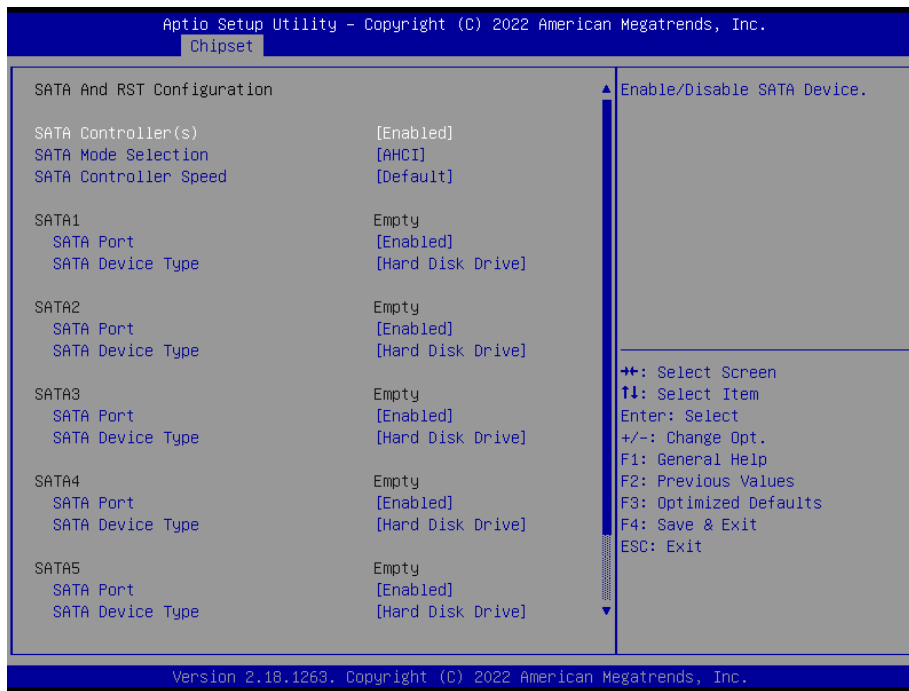 Aptio Setup Utility – Copyright (C) 2022 American Megatrends, Inc.
Chipset
SATA And RST Configuration
SATA Controller(s) [Enabled]
SATA Mode Selection [AHCI]
SATA Controller Speed [Default]
SATA1 Empty
SATA Port [Enabled]
SATA Device Type [Hard Disk Drive]
SATA2 Empty
SATA Port [Enabled]
SATA Device Type [Hard Disk Drive]
SATA3 Empty
SATA Port [Enabled]
SATA Device Type [Hard Disk Drive]
SATA4 Empty
SATA Port [Enabled]
SATA Device Type [Hard Disk Drive]
SATA5 Empty
SATA Port [Enabled]
SATA Device Type [Hard Disk Drive]
Enable/Disable SATA Device.
→←: Select Screen
↑↓: Select Item
Enter: Select
+/-: Change Opt.
F1: General Help
F2: Previous Values
F3: Optimized Defaults
F4: Save & Exit
ESC: Exit
Version 2.18.1263. Copyright (C) 2022 American Megatrends, Inc.